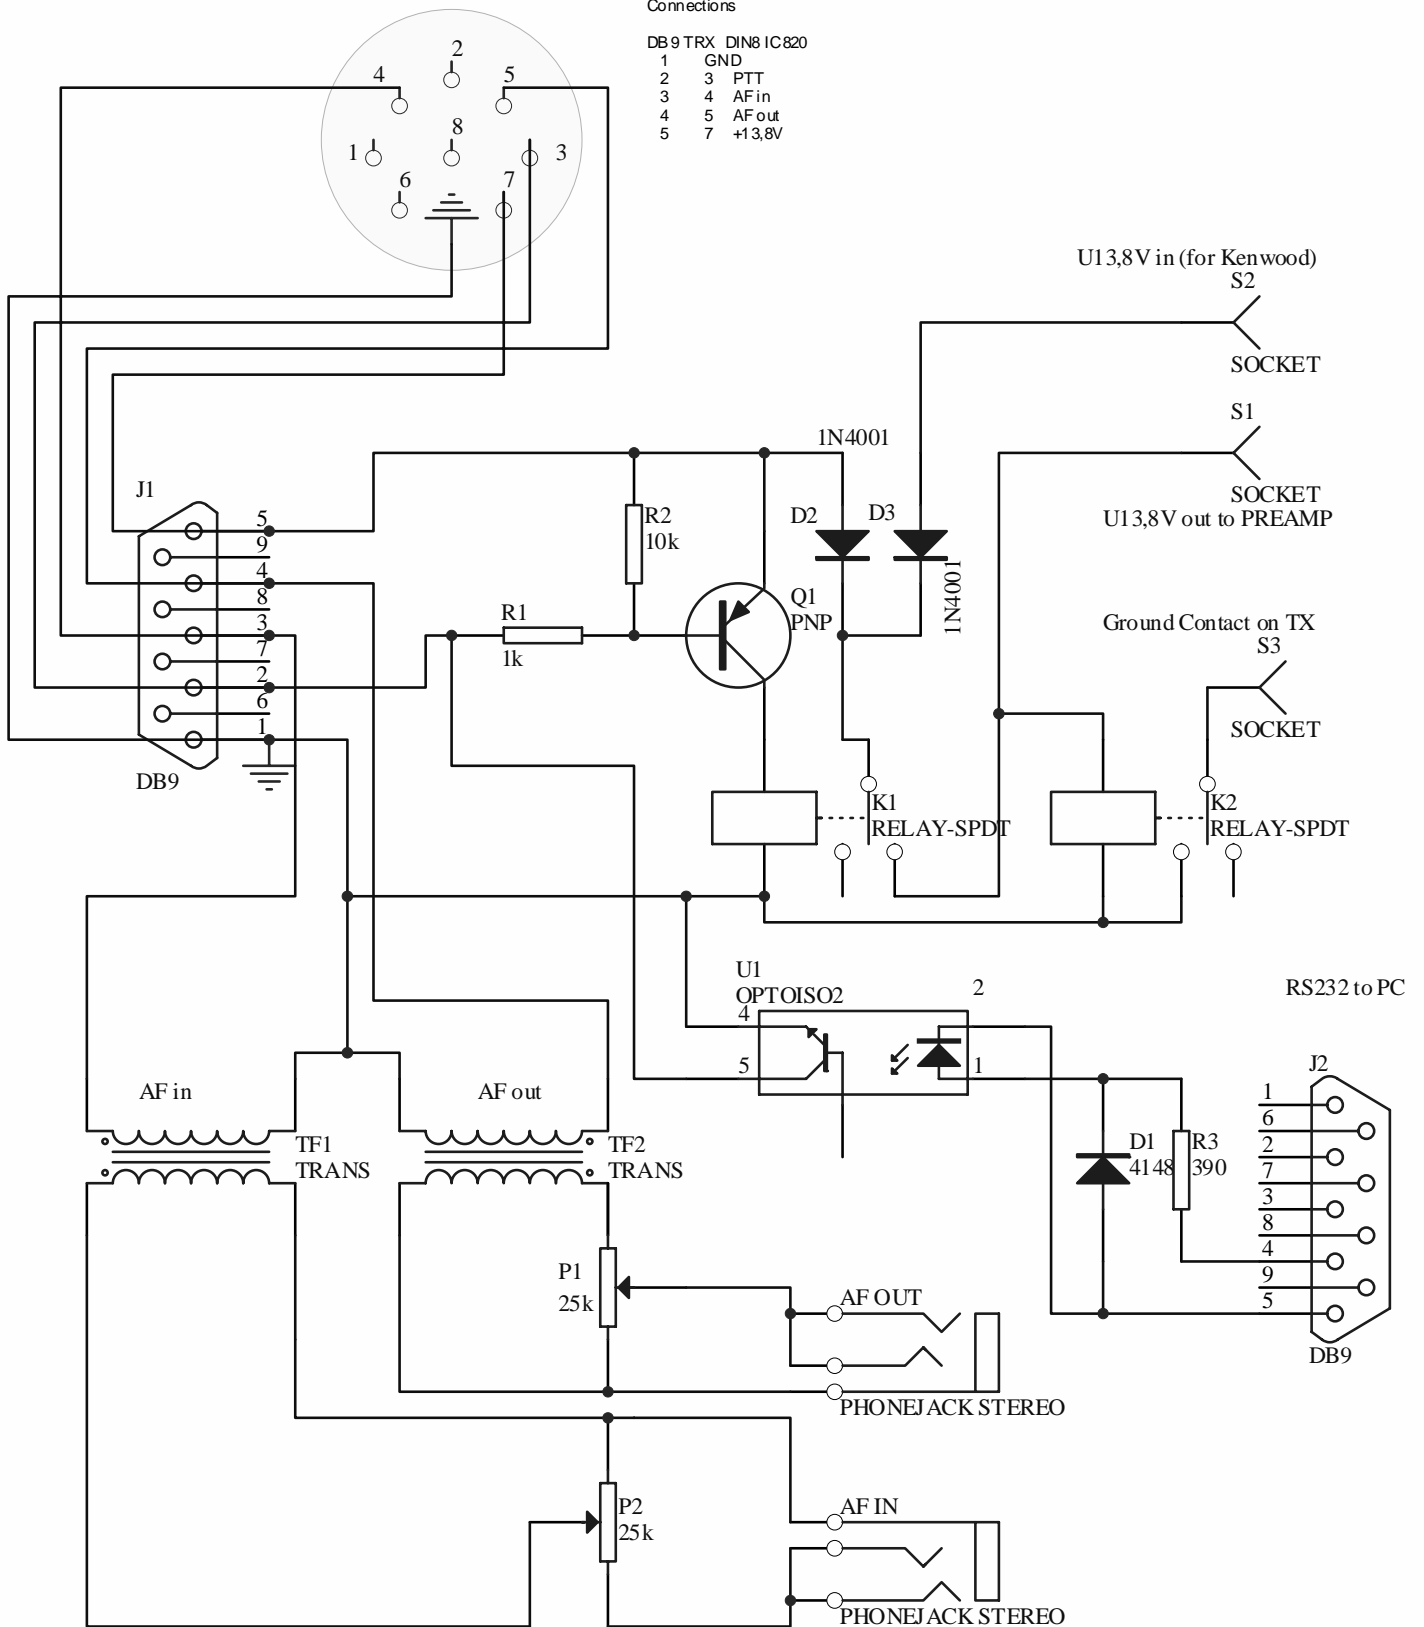 Connections
DB9 TRX DIN8 IC820
1 GND
2 3 PTT
3 4 AF in
4 5 AF out
5 7 +13,8V
2
4
5
8
1
3
6
7
U13,8V in (for Kenwood)
S2
SOCKET
S1
SOCKET
U13,8V out to PREAMP
1N4001
J1
5
9
4
8
3
7
2
6
1
DB9
R2
10k
D2
D3
1N4001
R1
1k
Q1
PNP
Ground Contact on TX
S3
SOCKET
K1
RELAY-SPDT
K2
RELAY-SPDT
U1
OPTOISO2
4
5
2
1
RS232 to PC
J2
1
6
2
7
3
8
4
9
5
DB9
D1
4148
R3
390
AF in
AF out
TF1
TRANS
TF2
TRANS
P1
25k
AF OUT
PHONEJACK STEREO
P2
25k
AF IN
PHONEJACK STEREO